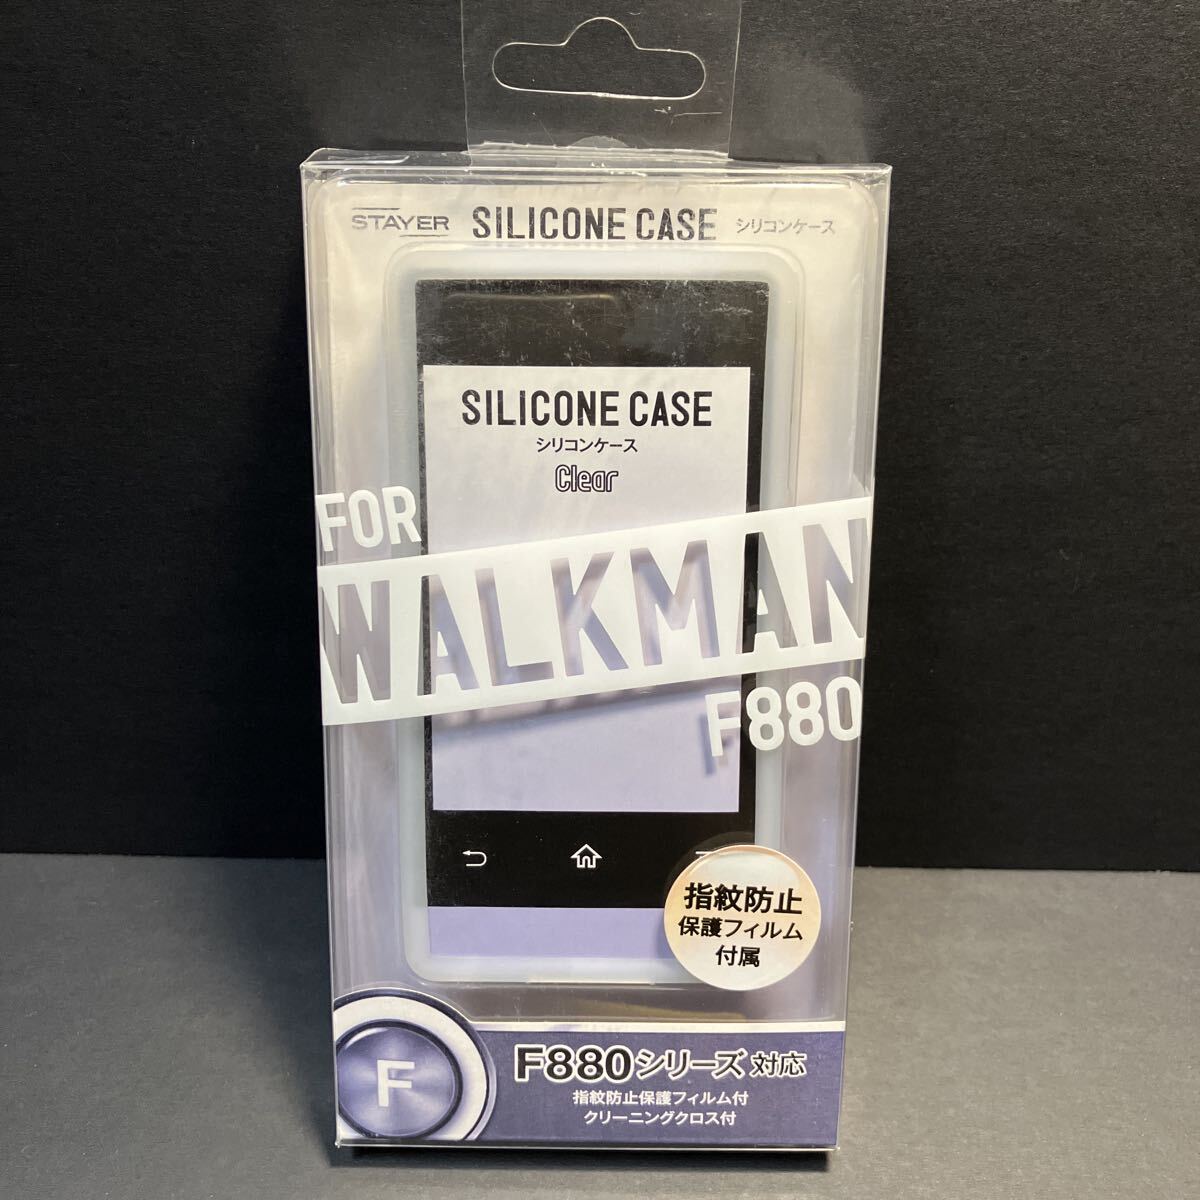 STAYER SILICONE CASE シリコンケース
SILICONE CASE
シリコンケース
Clear
FOR
WALKMAN
F880
指紋防止
保護フィルム
付属
F
F880シリーズ 対応
指紋防止保護フィルム付
クリーニングクロス付